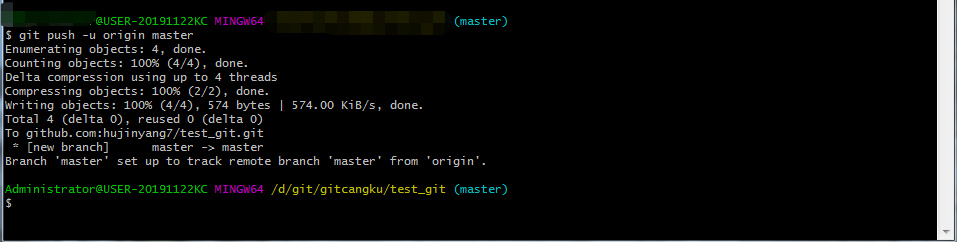 @USER-20191122KC MINGW64 (master)
$ git push -u origin master
Enumerating objects: 4, done.
Counting objects: 100% (4/4), done.
Delta compression using up to 4 threads
Compressing objects: 100% (2/2), done.
Writing objects: 100% (4/4), 574 bytes | 574.00 KiB/s, done.
Total 4 (delta 0), reused 0 (delta 0)
To github.com:hujinyang7/test_git.git
 * [new branch]      master -> master
Branch 'master' set up to track remote branch 'master' from 'origin'.
Administrator@USER-20191122KC MINGW64 /d/git/gitcangku/test_git (master)
$